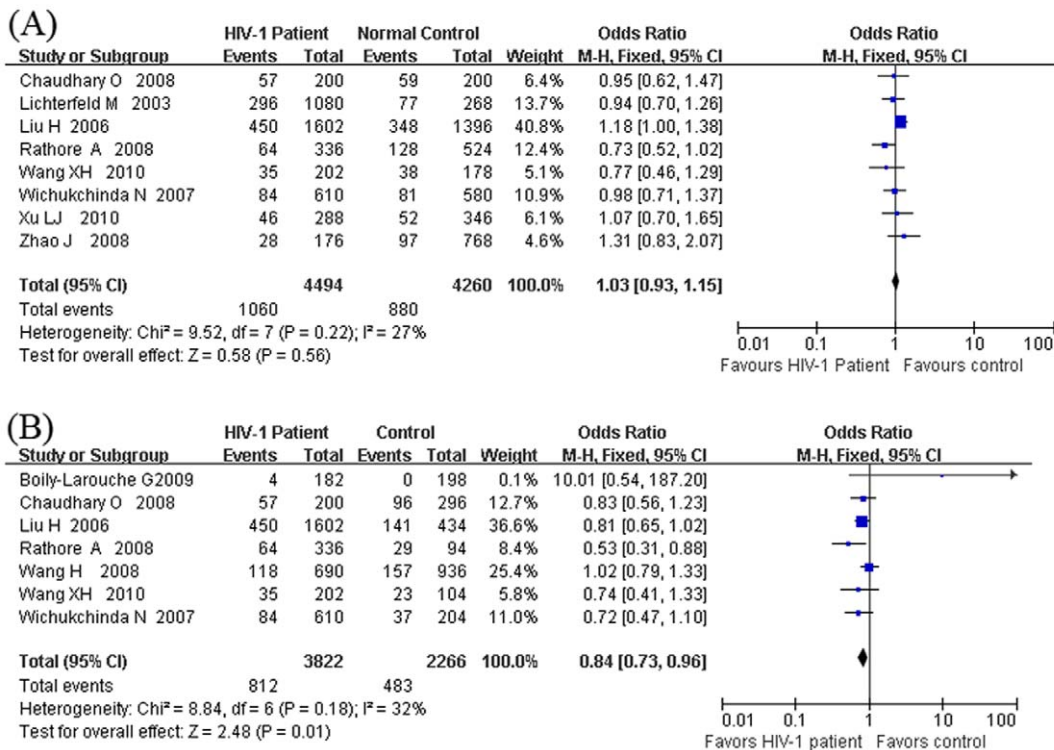 (A)
HIV-1 Patient Normal Control Odds Ratio Odds Ratio
Study or Subgroup Events Total Events Total Weight M-H, Fixed, 95% CI M-H, Fixed, 95% CI
Chaudhary O 2008 57 200 59 200 6.4% 0.95 [0.62, 1.47]
Lichterfeld M 2003 296 1080 77 268 13.7% 0.94 [0.70, 1.26]
Liu H 2006 450 1602 348 1396 40.8% 1.18 [1.00, 1.38]
Rathore A 2008 64 336 128 524 12.4% 0.73 [0.52, 1.02]
Wang XH 2010 35 202 38 178 5.1% 0.77 [0.46, 1.29]
Wichukchinda N 2007 84 610 81 580 10.9% 0.98 [0.71, 1.37]
Xu LJ 2010 46 288 52 346 6.1% 1.07 [0.70, 1.65]
Zhao J 2008 28 176 97 768 4.6% 1.31 [0.83, 2.07]
Total (95% CI) 4494 4260 100.0% 1.03 [0.93, 1.15]
Total events 1060 880
Heterogeneity: Chi² = 9.52, df = 7 (P = 0.22); I² = 27%
Test for overall effect: Z = 0.58 (P = 0.56)
0.01 0.1 1 10 100
Favours HIV-1 Patient Favours control
(B)
HIV-1 Patient Control Odds Ratio Odds Ratio
Study or Subgroup Events Total Events Total Weight M-H, Fixed, 95% CI M-H, Fixed, 95% CI
Boily-Larouche G2009 4 182 0 198 0.1% 10.01 [0.54, 187.20]
Chaudhary O 2008 57 200 96 296 12.7% 0.83 [0.56, 1.23]
Liu H 2006 450 1602 141 434 36.6% 0.81 [0.65, 1.02]
Rathore A 2008 64 336 29 94 8.4% 0.53 [0.31, 0.88]
Wang H 2008 118 690 157 936 25.4% 1.02 [0.79, 1.33]
Wang XH 2010 35 202 23 104 5.8% 0.74 [0.41, 1.33]
Wichukchinda N 2007 84 610 37 204 11.0% 0.72 [0.47, 1.10]
Total (95% CI) 3822 2266 100.0% 0.84 [0.73, 0.96]
Total events 812 483
Heterogeneity: Chi² = 8.84, df = 6 (P = 0.18); I² = 32%
Test for overall effect: Z = 2.48 (P = 0.01)
0.01 0.1 1 10 100
Favors HIV-1 patient Favors control